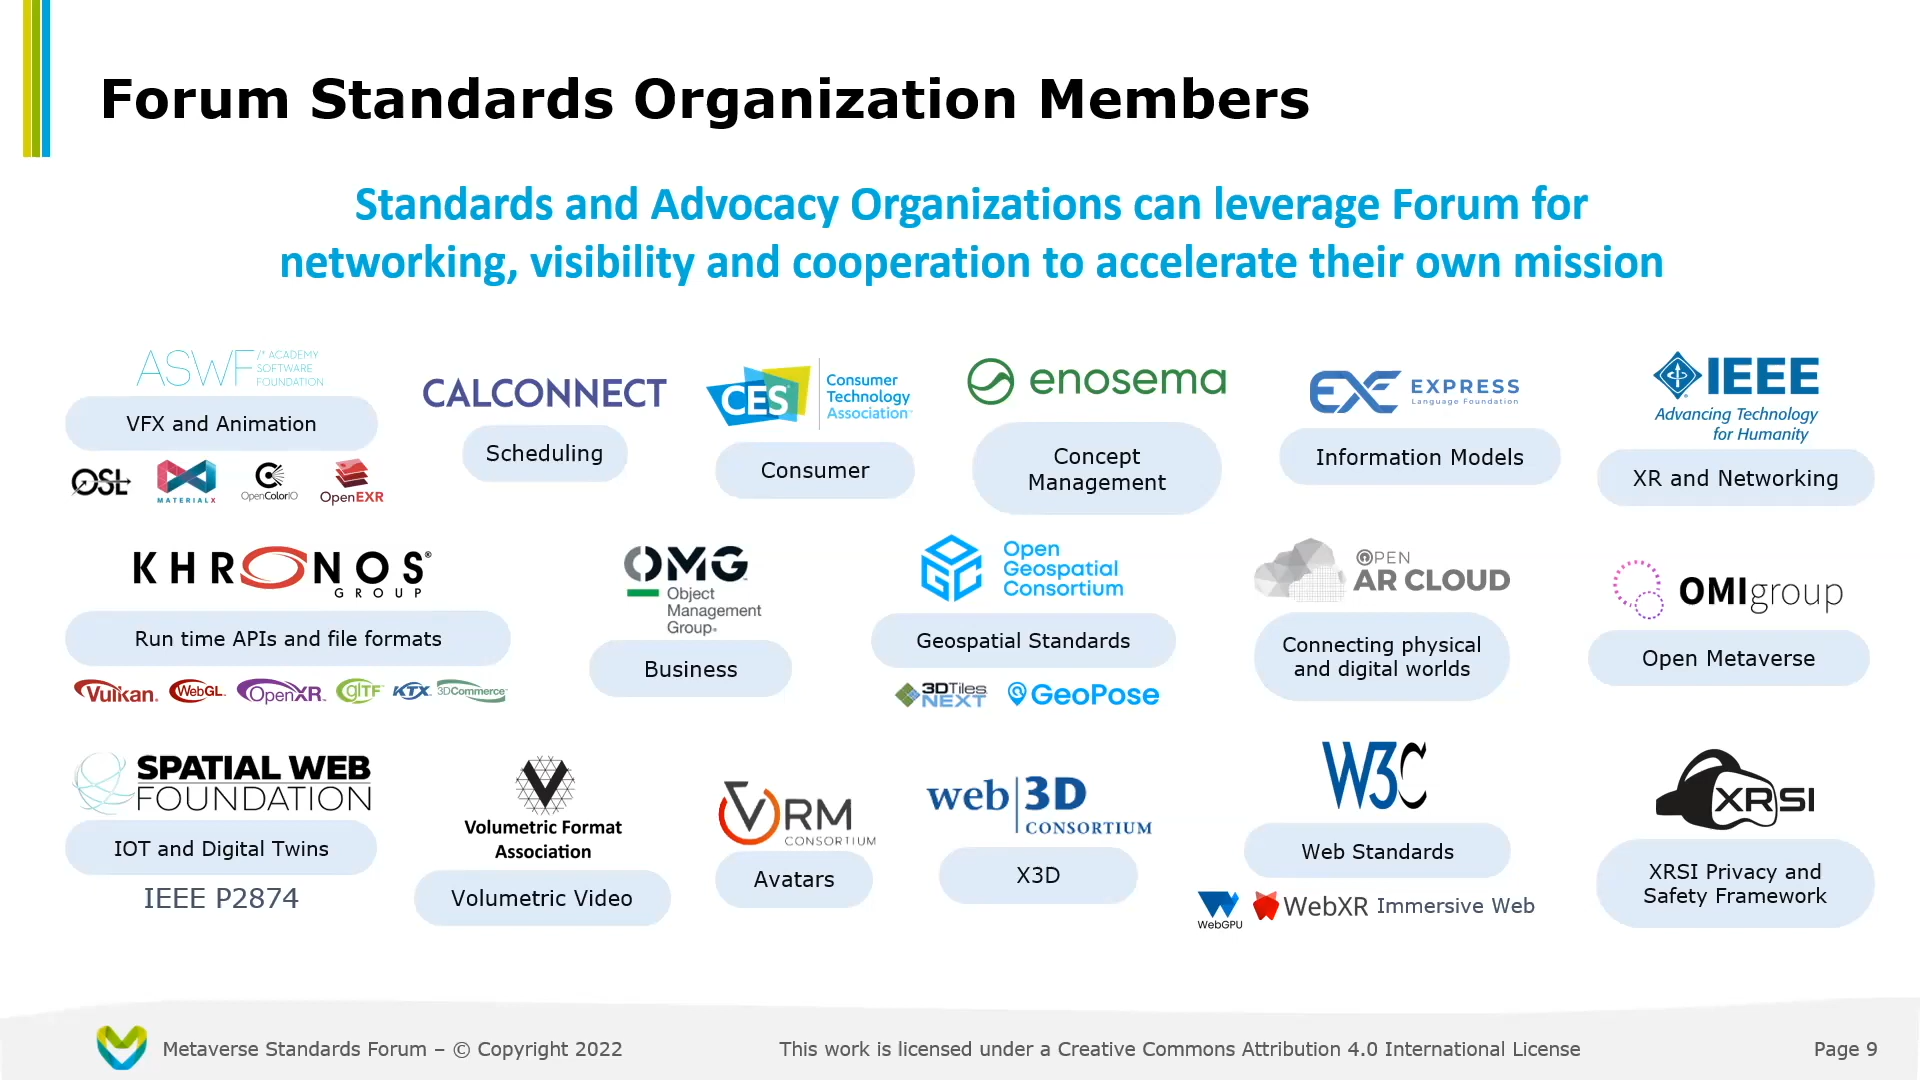 Forum Standards Organization Members
Standards and Advocacy Organizations can leverage Forum for
networking, visibility and cooperation to accelerate their own mission
ASWF /* ACADEMY
SOFTWARE
FOUNDATION
VFX and Animation
OSL
MATERIALX
OpenColorIO
OpenEXR
CALCONNECT
Scheduling
CES
Consumer
Technology
Association™
Consumer
enosema
Concept
Management
EXE EXPRESS
Language Foundation
Information Models
IEEE
Advancing Technology
for Humanity
XR and Networking
KHRONOS®
GROUP
Run time APIs and file formats
Vulkan.
WebGL.
OpenXR.
glTF™
KTX.
3DCommerce™
OMG
Object
Management
Group®
Business
OGC
Open
Geospatial
Consortium
Geospatial Standards
3DTiles
NEXT
GeoPose
OPEN
AR CLOUD
Connecting physical
and digital worlds
OMIgroup
Open Metaverse
SPATIAL WEB
FOUNDATION
IOT and Digital Twins
IEEE P2874
Volumetric Format
Association
Volumetric Video
VRM
CONSORTIUM
Avatars
web|3D
CONSORTIUM
X3D
W3C
Web Standards
WebGPU
WebXR Immersive Web
XRSI
XRSI Privacy and
Safety Framework
Metaverse Standards Forum – © Copyright 2022
This work is licensed under a Creative Commons Attribution 4.0 International License
Page 9